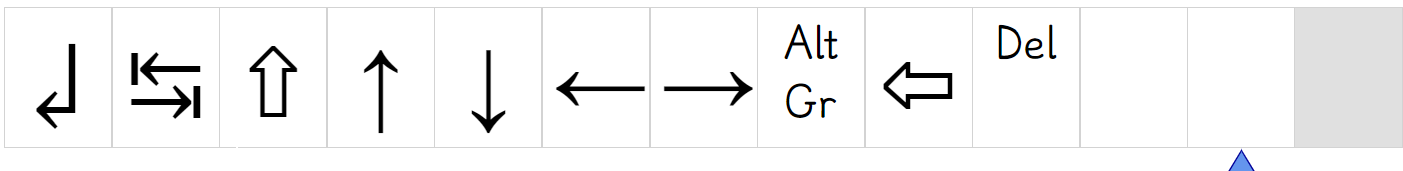 ↲ ↹ ⇧ ↑ ↓ ← → Alt Gr ⇦ Del